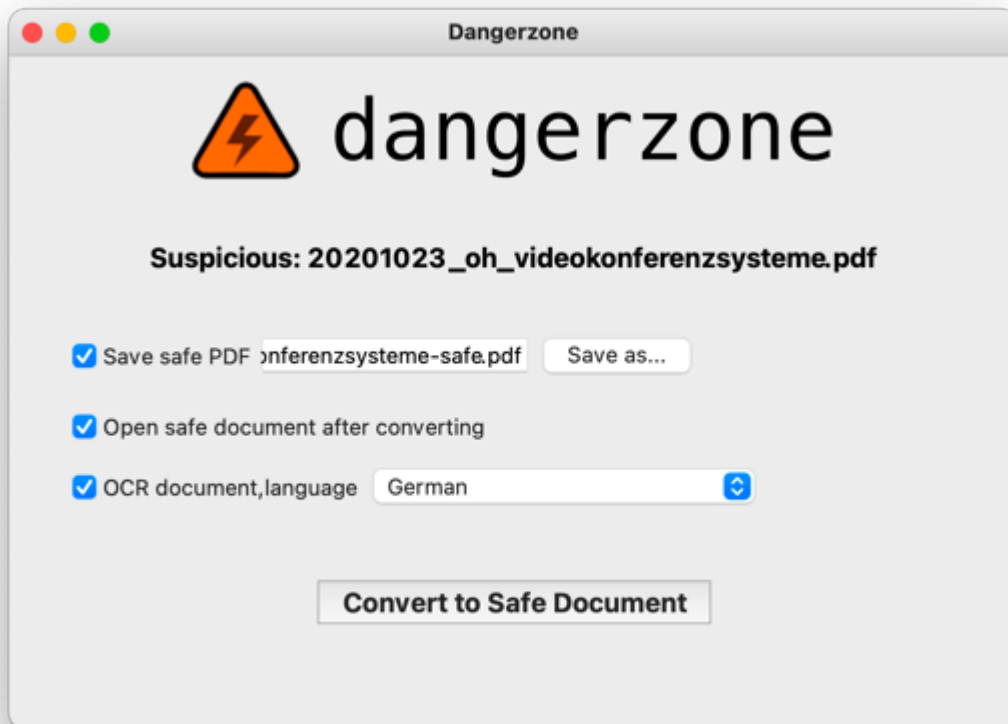 Dangerzone
dangerzone
Suspicious: 20201023_oh_videokonferenzsysteme.pdf
Save safe PDF onferenzsysteme-safe.pdf Save as...
Open safe document after converting
OCR document,language German
Convert to Safe Document